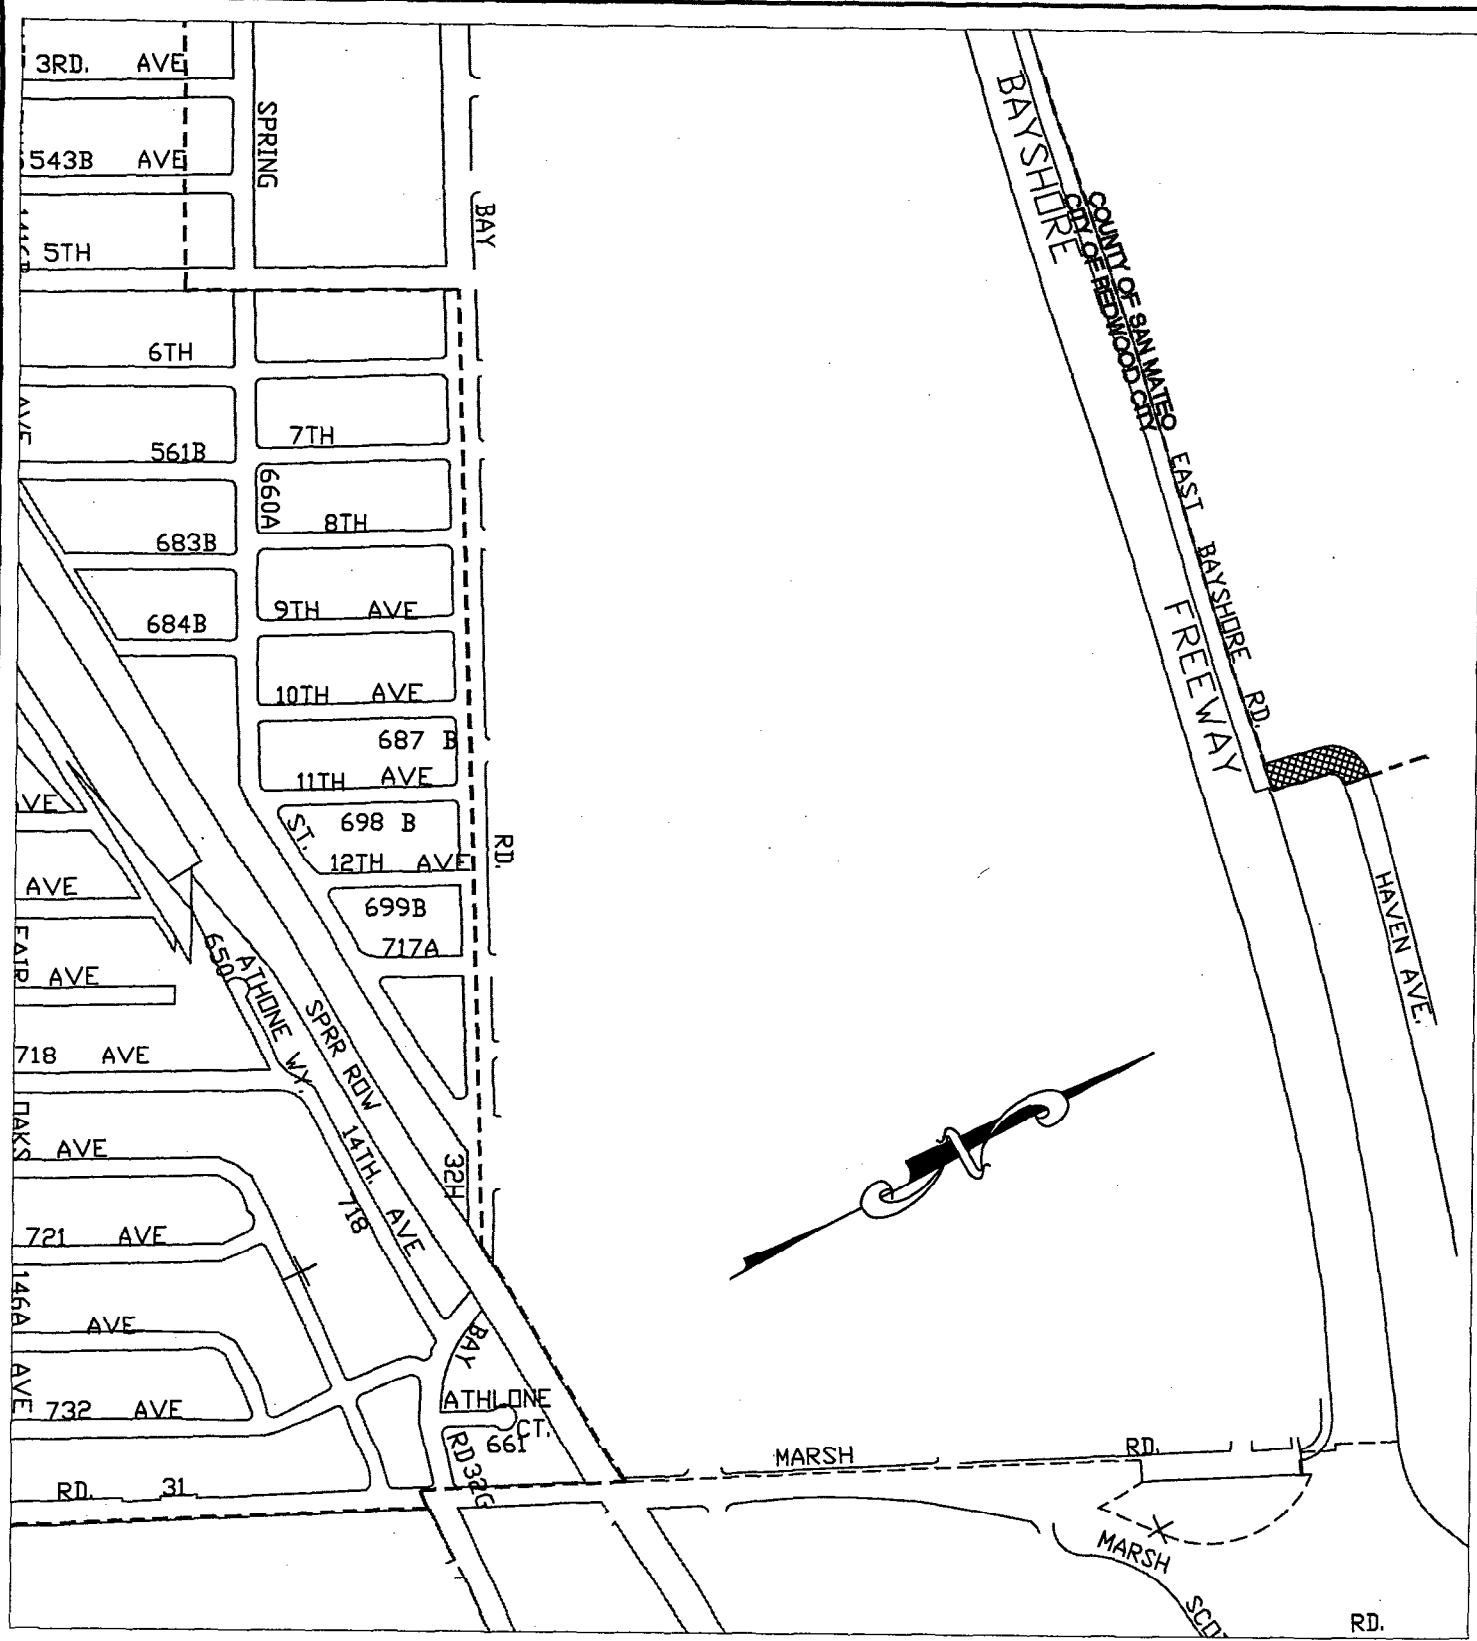 3RD. AVE
543B AVE
5TH
6TH
AVE
561B
683B
684B
SPRING
BAY
7TH
660A
8TH
9TH AVE
10TH AVE
687 B
11TH AVE
ST.
698 B
12TH AVE
RD.
699B
717A
BAYSHORE
FREEWAY
COUNTY OF SAN MATEO
CITY OF REDWOOD CITY
EAST BAYSHORE RD.
HAVEN AVE.
AVE
AVE
718 AVE
OAKS
AVE
721 AVE
146A
AVE
AVE
732 AVE
RD. 31
650
ATHONE WY.
SPRR ROW
14TH. AVE
718
32H
BAY
ATHLONE
CT.
661
RD 32G
N
MARSH RD.
MARSH
RD.